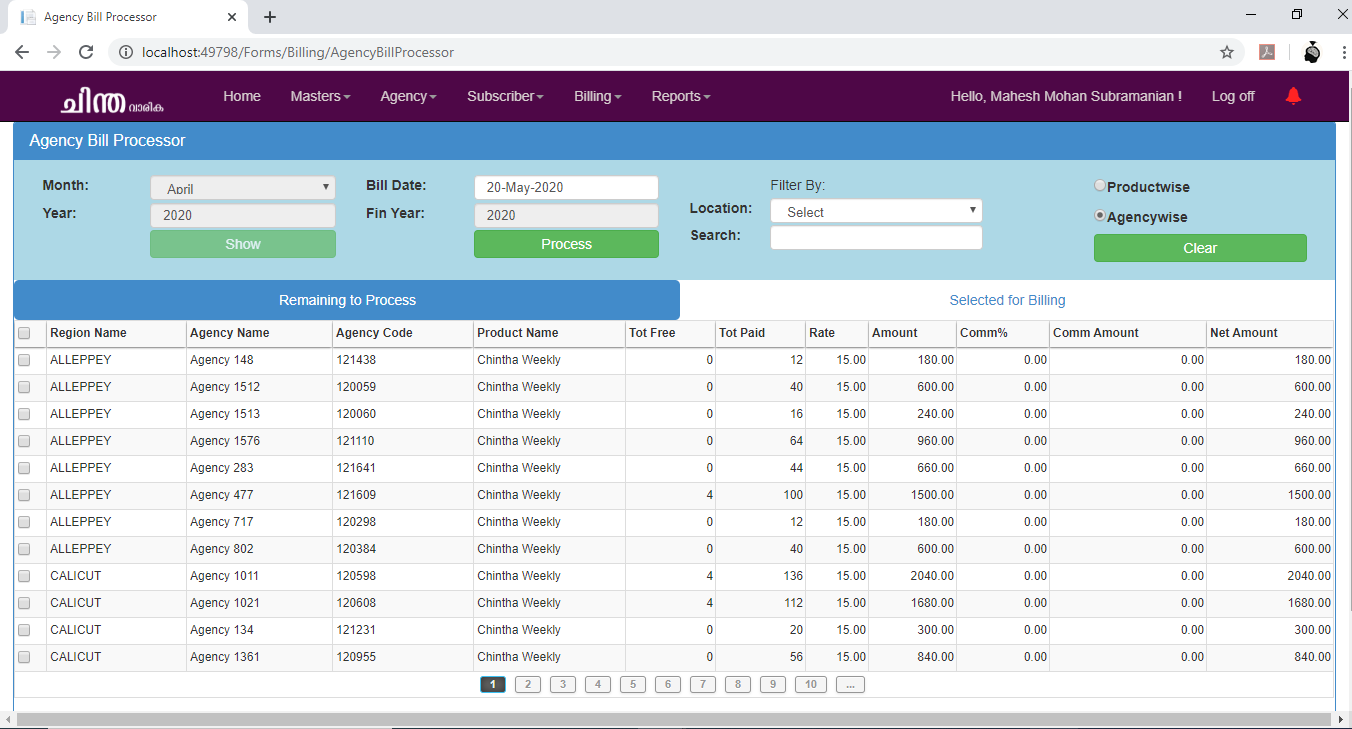 Agency Bill Processor
localhost:49798/Forms/Billing/AgencyBillProcessor
ചിന്ത വാരിക Home Masters Agency Subscriber Billing Reports Hello, Mahesh Mohan Subramanian ! Log off
Agency Bill Processor
Month: April Bill Date: 20-May-2020 Filter By: Productwise
Year: 2020 Fin Year: 2020 Location: Select Agencywise
Show Process Search: Clear
Remaining to Process Selected for Billing
Region Name Agency Name Agency Code Product Name Tot Free Tot Paid Rate Amount Comm% Comm Amount Net Amount
ALLEPPEY Agency 148 121438 Chintha Weekly 0 12 15.00 180.00 0.00 0.00 180.00
ALLEPPEY Agency 1512 120059 Chintha Weekly 0 40 15.00 600.00 0.00 0.00 600.00
ALLEPPEY Agency 1513 120060 Chintha Weekly 0 16 15.00 240.00 0.00 0.00 240.00
ALLEPPEY Agency 1576 121110 Chintha Weekly 0 64 15.00 960.00 0.00 0.00 960.00
ALLEPPEY Agency 283 121641 Chintha Weekly 0 44 15.00 660.00 0.00 0.00 660.00
ALLEPPEY Agency 477 121609 Chintha Weekly 4 100 15.00 1500.00 0.00 0.00 1500.00
ALLEPPEY Agency 717 120298 Chintha Weekly 0 12 15.00 180.00 0.00 0.00 180.00
ALLEPPEY Agency 802 120384 Chintha Weekly 0 40 15.00 600.00 0.00 0.00 600.00
CALICUT Agency 1011 120598 Chintha Weekly 4 136 15.00 2040.00 0.00 0.00 2040.00
CALICUT Agency 1021 120608 Chintha Weekly 4 112 15.00 1680.00 0.00 0.00 1680.00
CALICUT Agency 134 121231 Chintha Weekly 0 20 15.00 300.00 0.00 0.00 300.00
CALICUT Agency 1361 120955 Chintha Weekly 0 56 15.00 840.00 0.00 0.00 840.00
1 2 3 4 5 6 7 8 9 10 ...